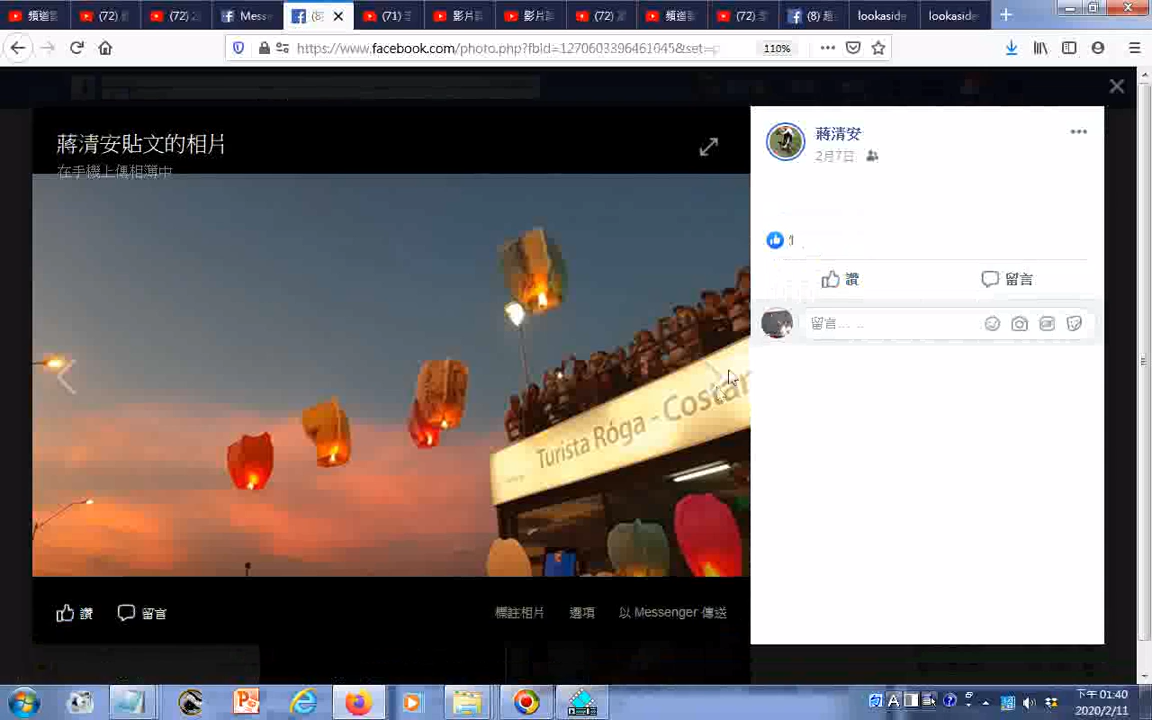 (72)
(72)
Mess
(8)
(71)
影片
影片
(72)
頻道
(72)
(8)
lookaside
lookaside
https://www.facebook.com/photo.php?fbid=1270603396461045&set=p
110%
蔣清安貼文的相片
在手機上傳相簿中
蔣清安
2月7日
1
讚
留言
留言... ..
Turista Róga - Costan
讚
留言
標註相片
選項
以 Messenger 傳送
下午 01:40
2020/2/11